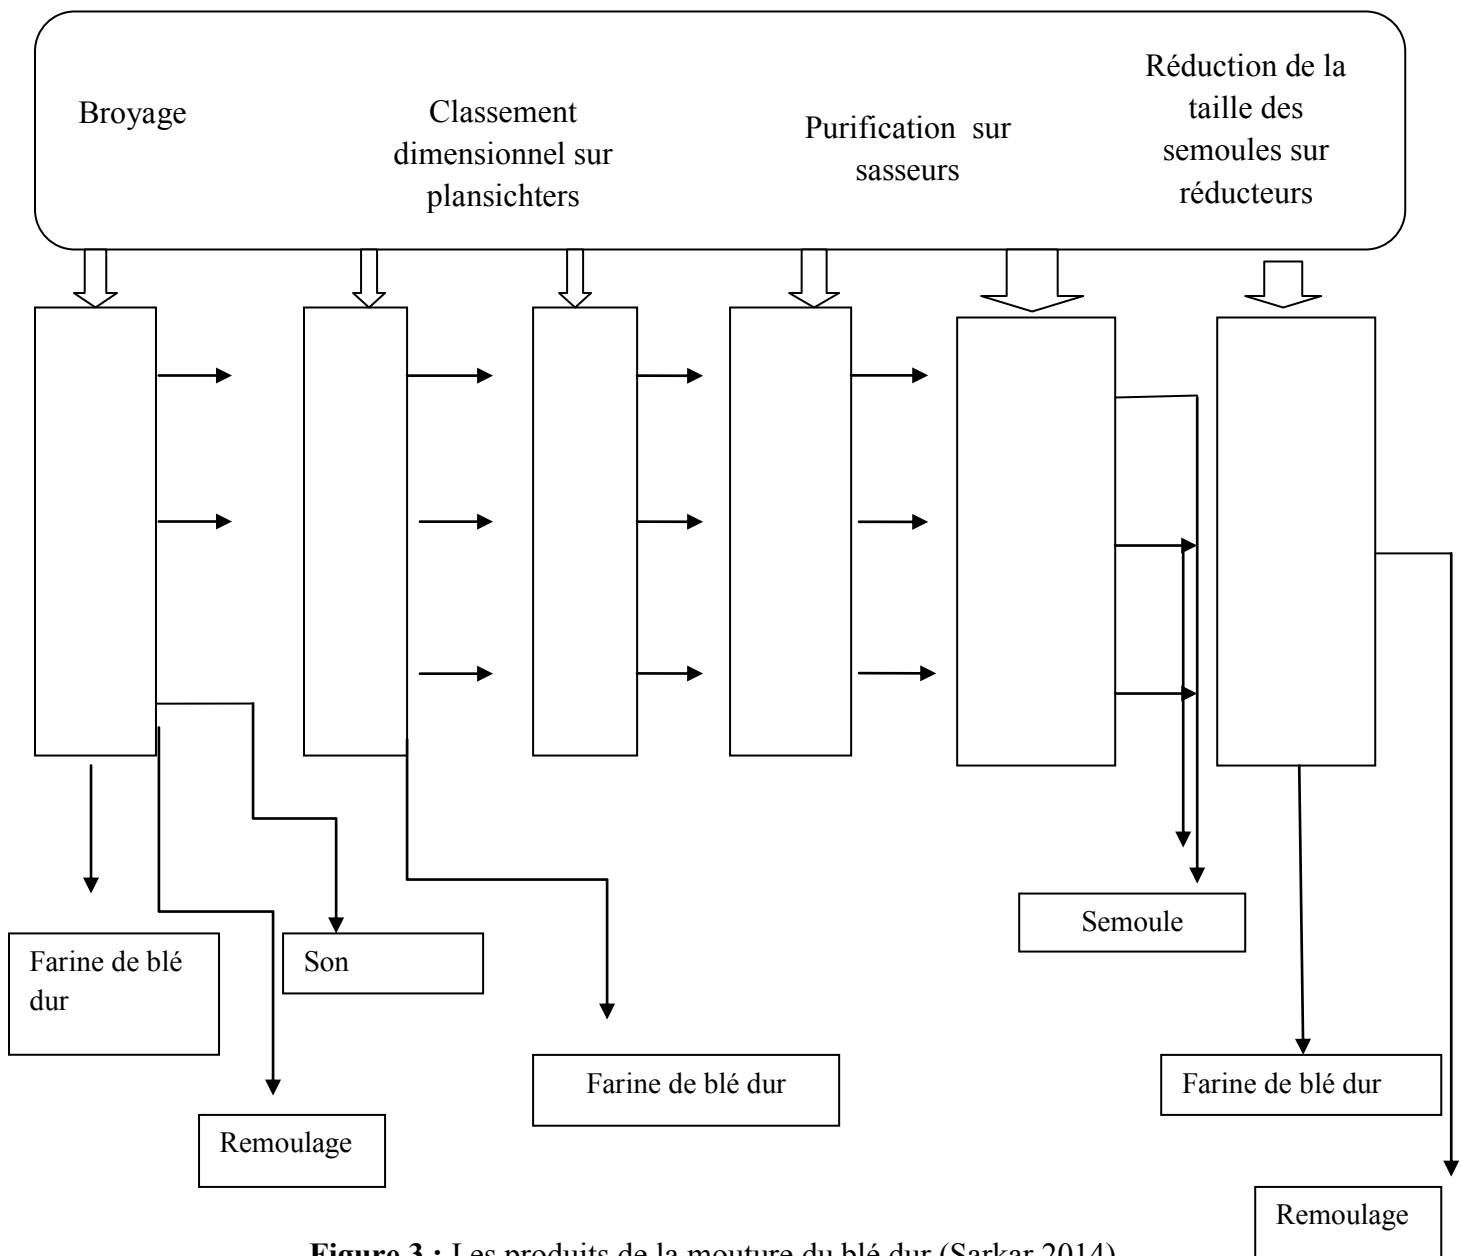 Broyage
Classement
dimensionnel sur
plansichters
Purification sur
sasseurs
Réduction de la
taille des
semoules sur
réducteurs
Semoule
Farine de blé
dur
Son
Farine de blé dur
Farine de blé dur
Remoulage
Remoulage
Figure 3 : Les produits de la mouture du blé dur (Sarkar 2014)